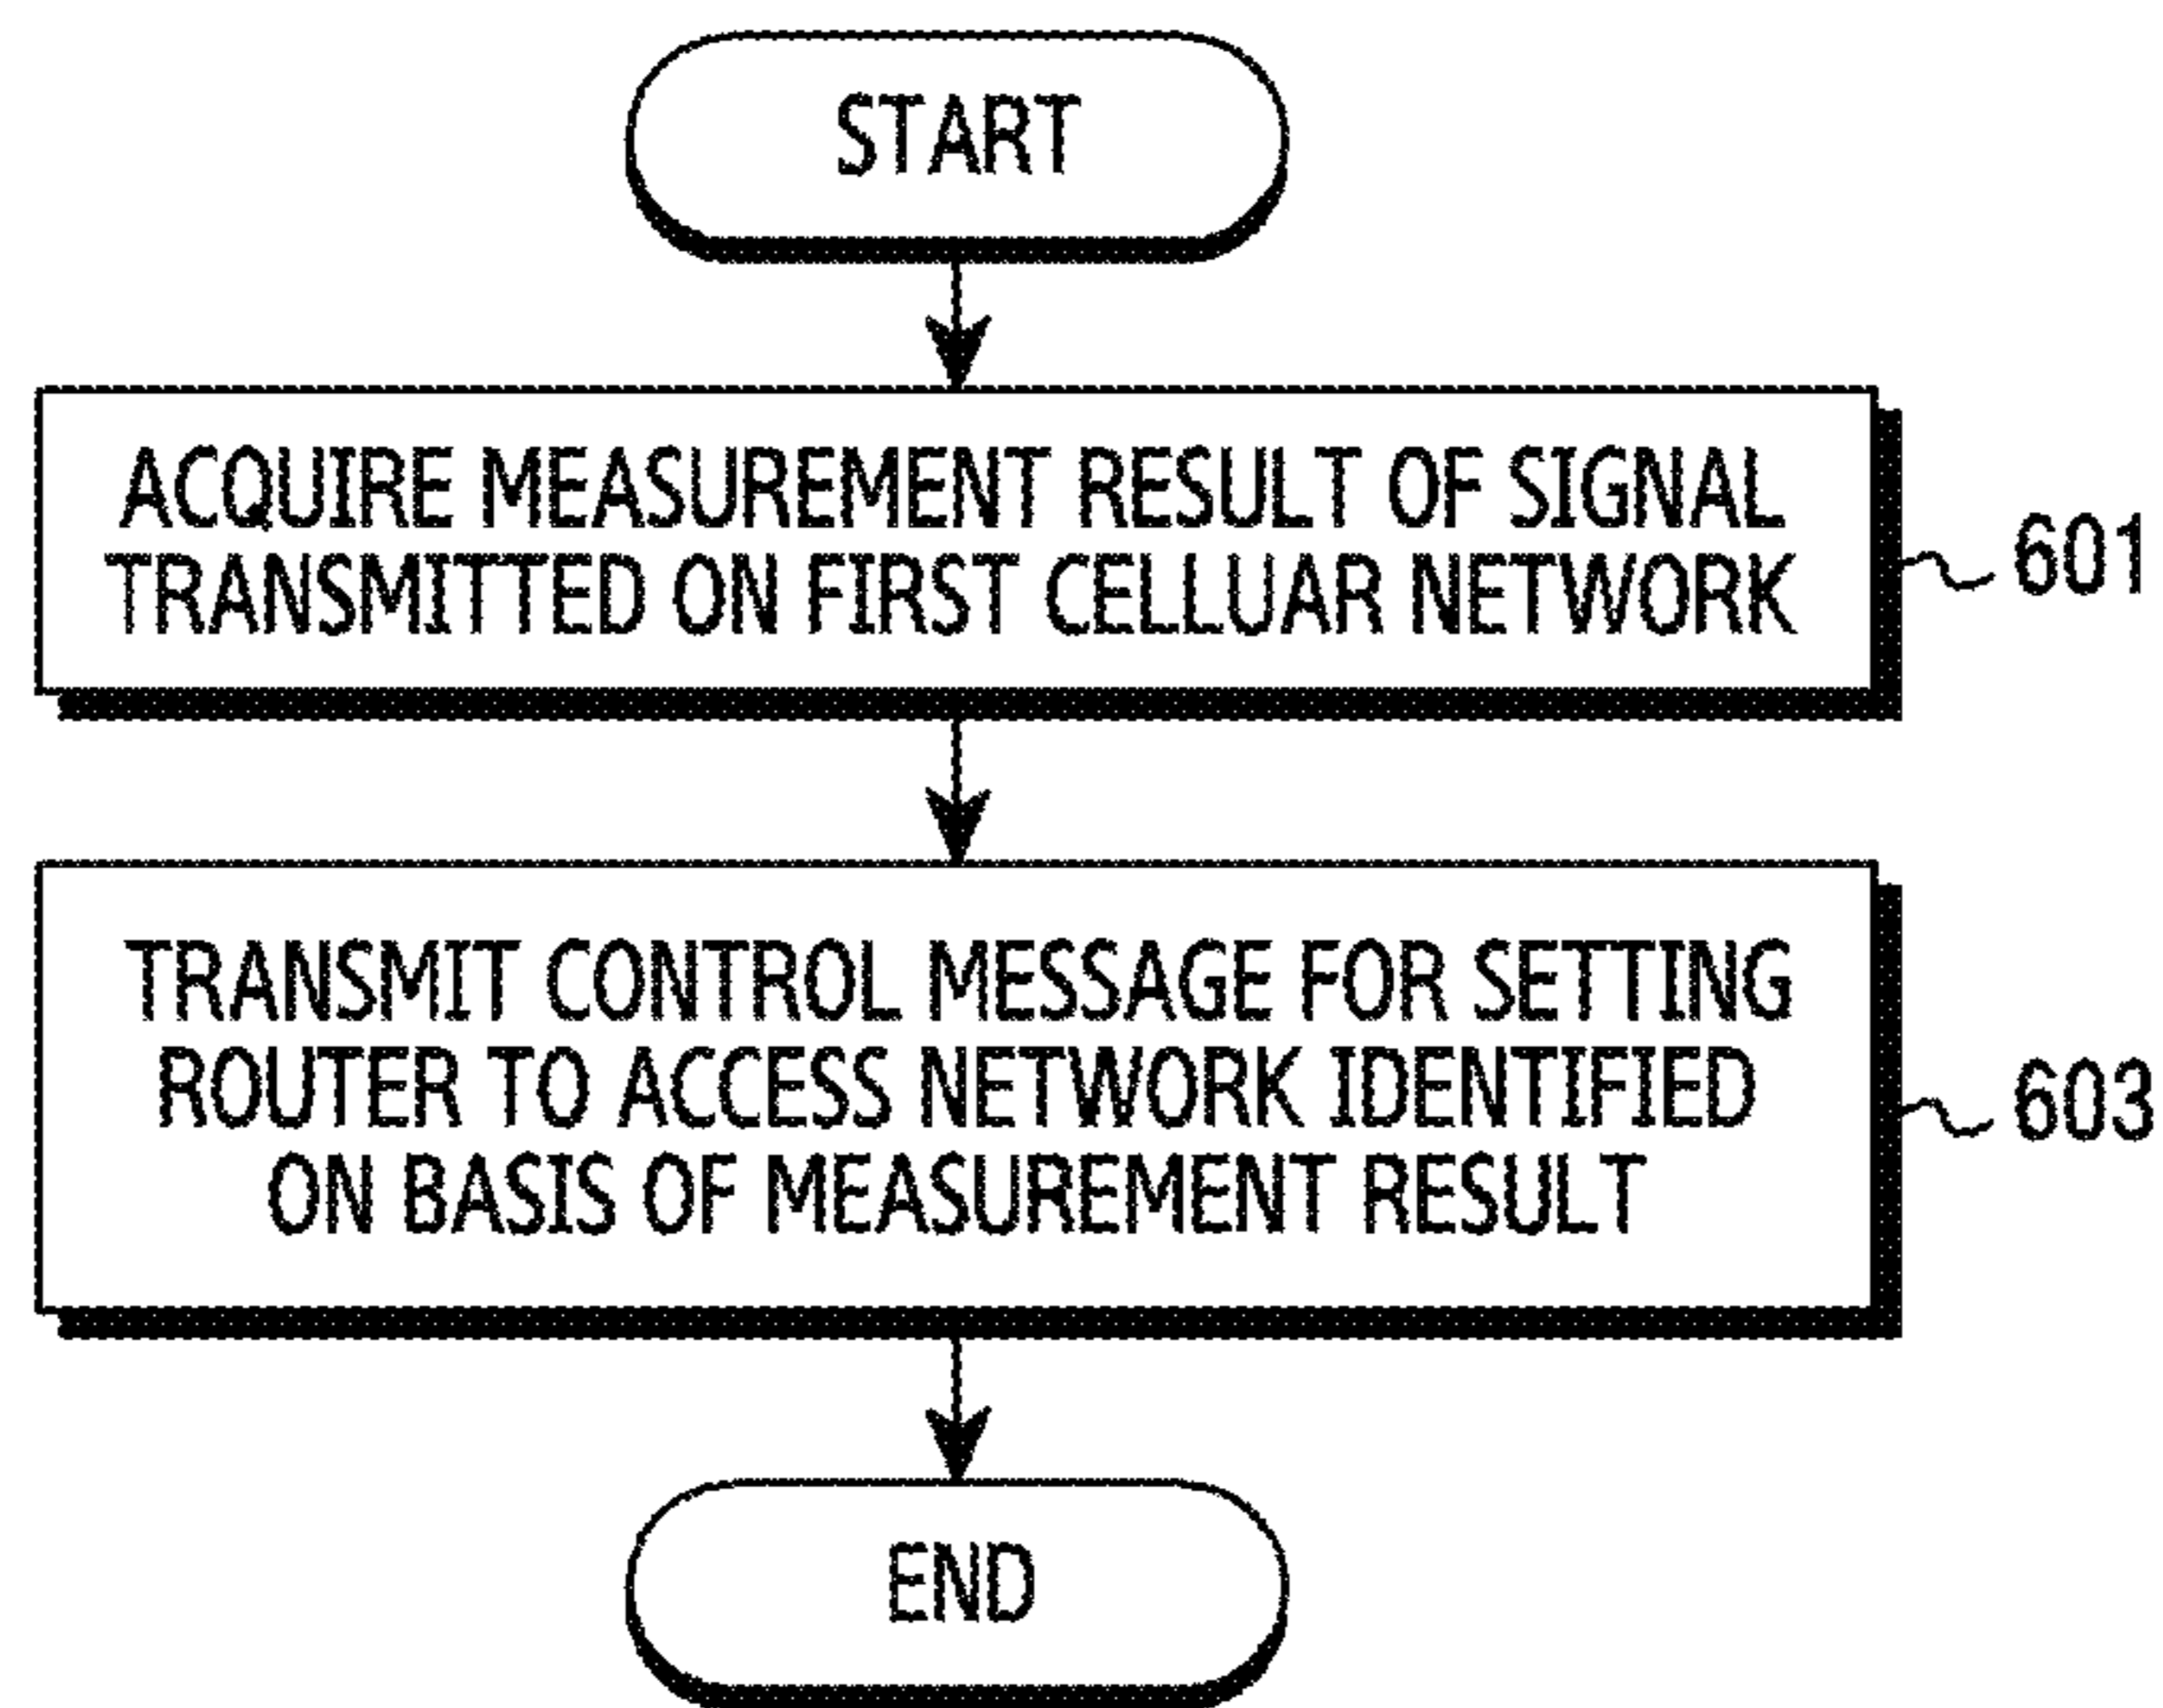 START
ACQUIRE MEASUREMENT RESULT OF SIGNAL
TRANSMITTED ON FIRST CELLUAR NETWORK
601
TRANSMIT CONTROL MESSAGE FOR SETTING
ROUTER TO ACCESS NETWORK IDENTIFIED
ON BASIS OF MEASUREMENT RESULT
603
END